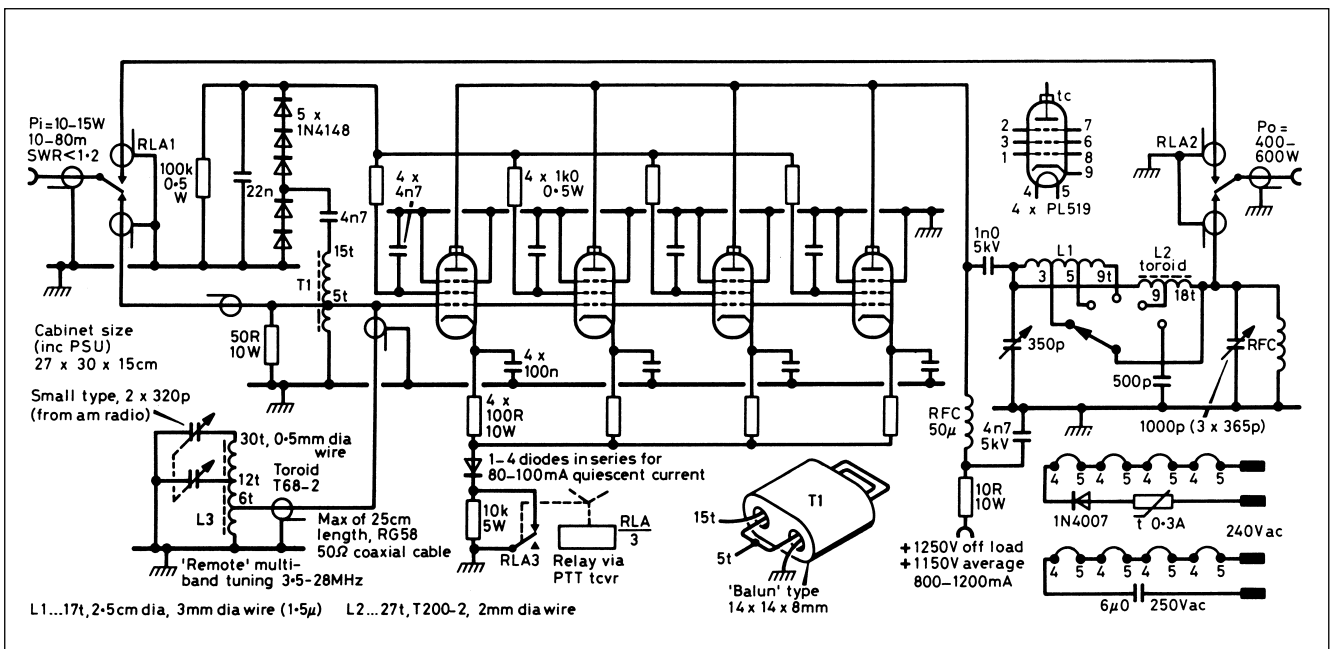 Pi=10–15W
10–80m
SWR<1·2
RLA1
100k
0·5
W
22n
5 x
1N4148
4n7
15t
T1
5t
4 x
4n7
4 x 1k0
0·5W
tc
2
3
1
7
6
8
9
4
5
4 x PL519
RLA2
Po =
400–
600W
1n0
5kV
L1
3
5
9t
L2
toroid
9
18t
350p
500p
RFC
1000p (3 x 365p)
50R
10W
Cabinet size
(inc PSU)
27 x 30 x 15cm
4 x
100n
4 x
100R
10W
RFC
50μ
4n7
5kV
10R
10W
+1250V off load
+1150V average
800–1200mA
Small type, 2 x 320p
(from am radio)
30t, 0·5mm dia
wire
Toroid
T68-2
12t
6t
L3
Max of 25cm
length, RG58
50Ω coaxial cable
'Remote' multi-
band tuning 3·5–28MHz
1–4 diodes in series for
80–100mA quiescent current
10k
5W
RLA3
RLA
3
Relay via
PTT tcvr
T1
15t
5t
'Balun' type
14 x 14 x 8mm
4 5 4 5 4 5 4 5
1N4007
t 0·3A
240Vac
4 5 4 5 4 5 4 5
6μ0
250Vac
L1...17t, 2·5cm dia, 3mm dia wire (1·5μ) L2...27t, T200-2, 2mm dia wire